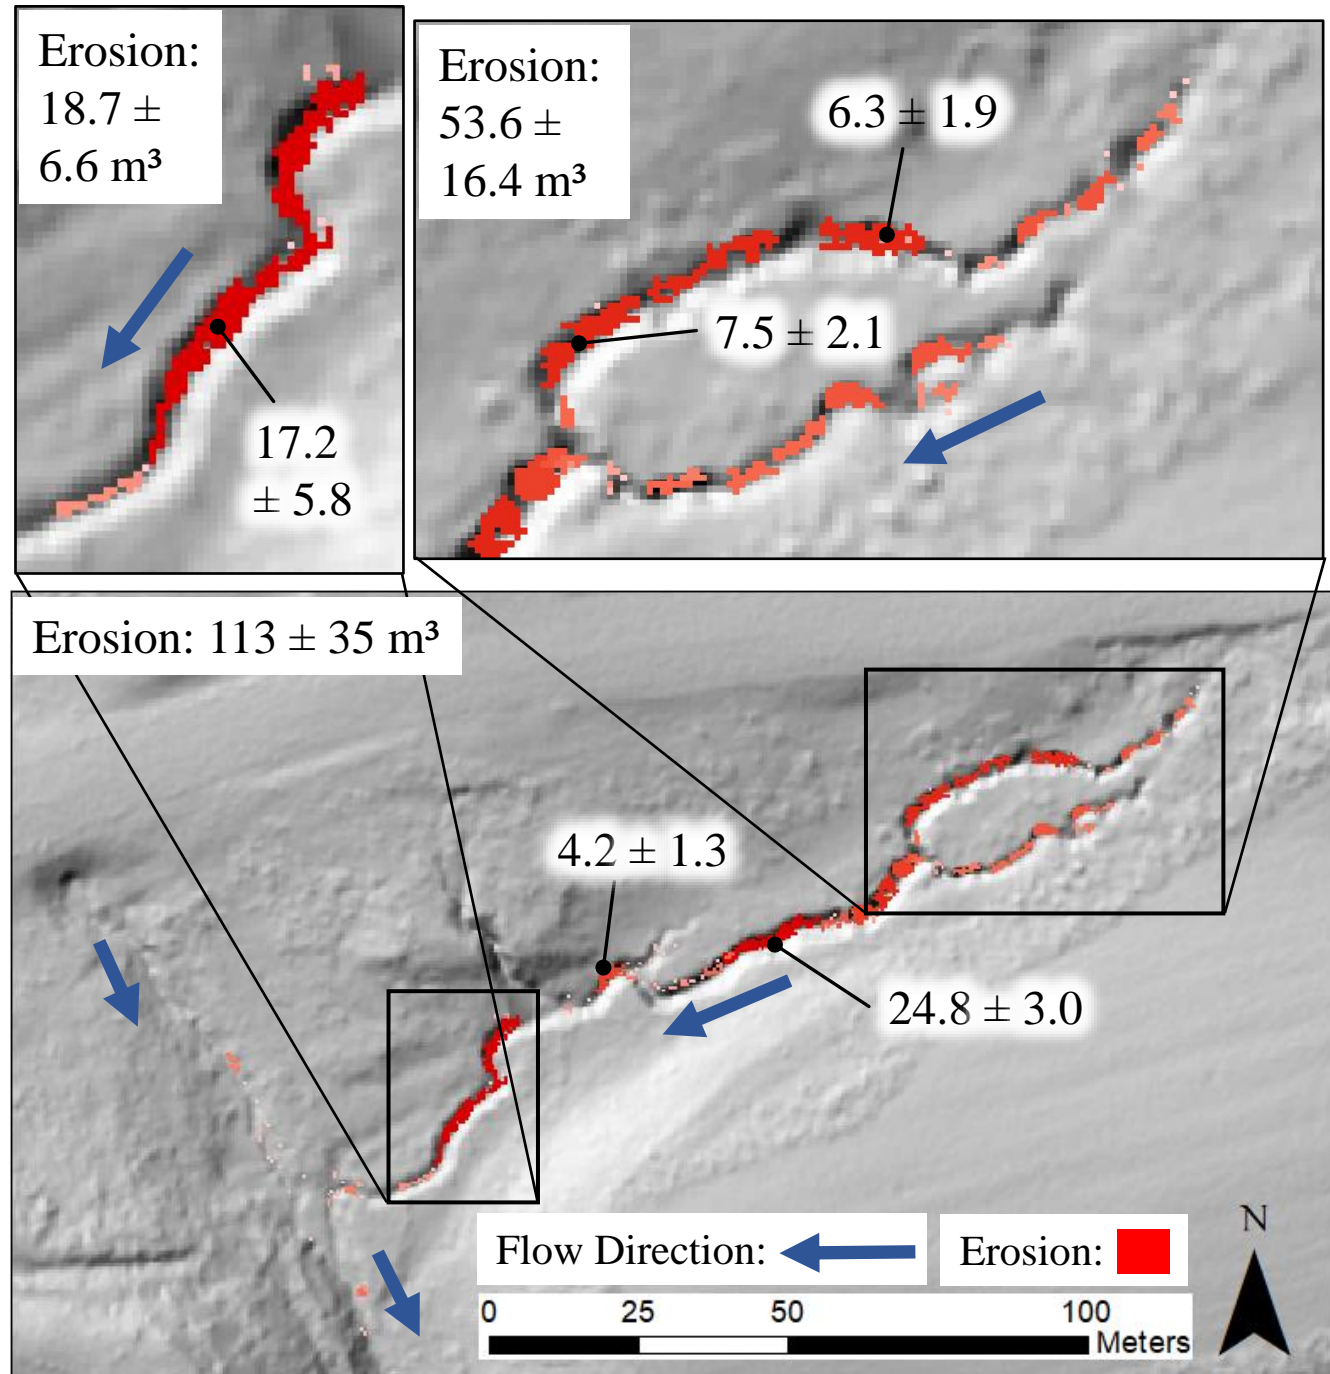 Erosion:
18.7 ±
6.6 m³
17.2
± 5.8
Erosion:
53.6 ±
16.4 m³
6.3 ± 1.9
7.5 ± 2.1
Erosion: 113 ± 35 m³
4.2 ± 1.3
24.8 ± 3.0
Flow Direction:
Erosion:
N
0 25 50 100
Meters